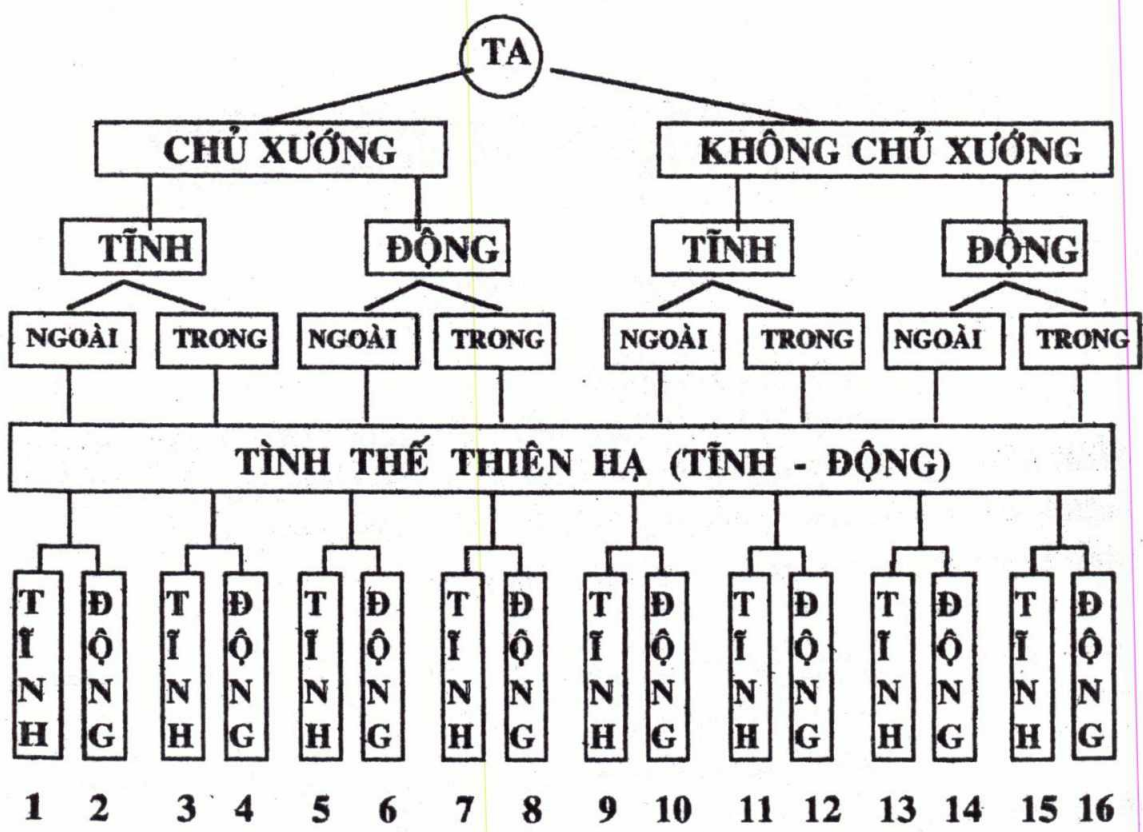 TA
CHỦ XƯỚNG KHÔNG CHỦ XƯỚNG
TĨNH ĐỘNG TĨNH ĐỘNG
NGOÀI TRONG NGOÀI TRONG NGOÀI TRONG NGOÀI TRONG
TÌNH THẾ THIÊN HẠ (TĨNH - ĐỘNG)
TĨNH ĐỘNG TĨNH ĐỘNG TĨNH ĐỘNG TĨNH ĐỘNG TĨNH ĐỘNG TĨNH ĐỘNG TĨNH ĐỘNG TĨNH ĐỘNG
1 2 3 4 5 6 7 8 9 10 11 12 13 14 15 16